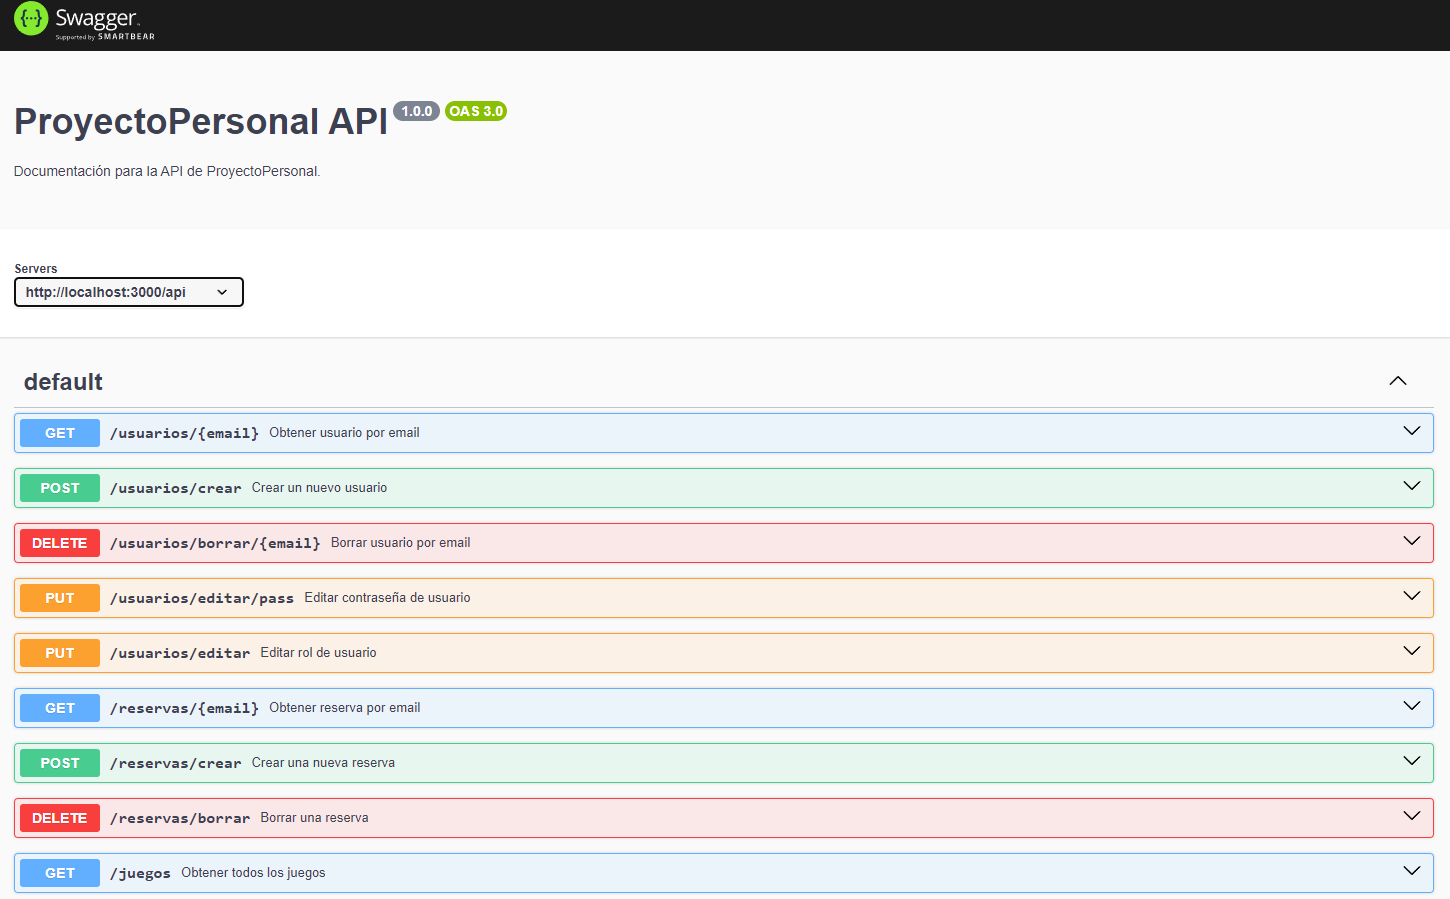 Swagger
Supported by SMARTBEAR
ProyectoPersonal API 1.0.0 OAS 3.0
Documentación para la API de ProyectoPersonal.
Servers
http://localhost:3000/api
default
GET /usuarios/{email} Obtener usuario por email
POST /usuarios/crear Crear un nuevo usuario
DELETE /usuarios/borrar/{email} Borrar usuario por email
PUT /usuarios/editar/pass Editar contraseña de usuario
PUT /usuarios/editar Editar rol de usuario
GET /reservas/{email} Obtener reserva por email
POST /reservas/crear Crear una nueva reserva
DELETE /reservas/borrar Borrar una reserva
GET /juegos Obtener todos los juegos